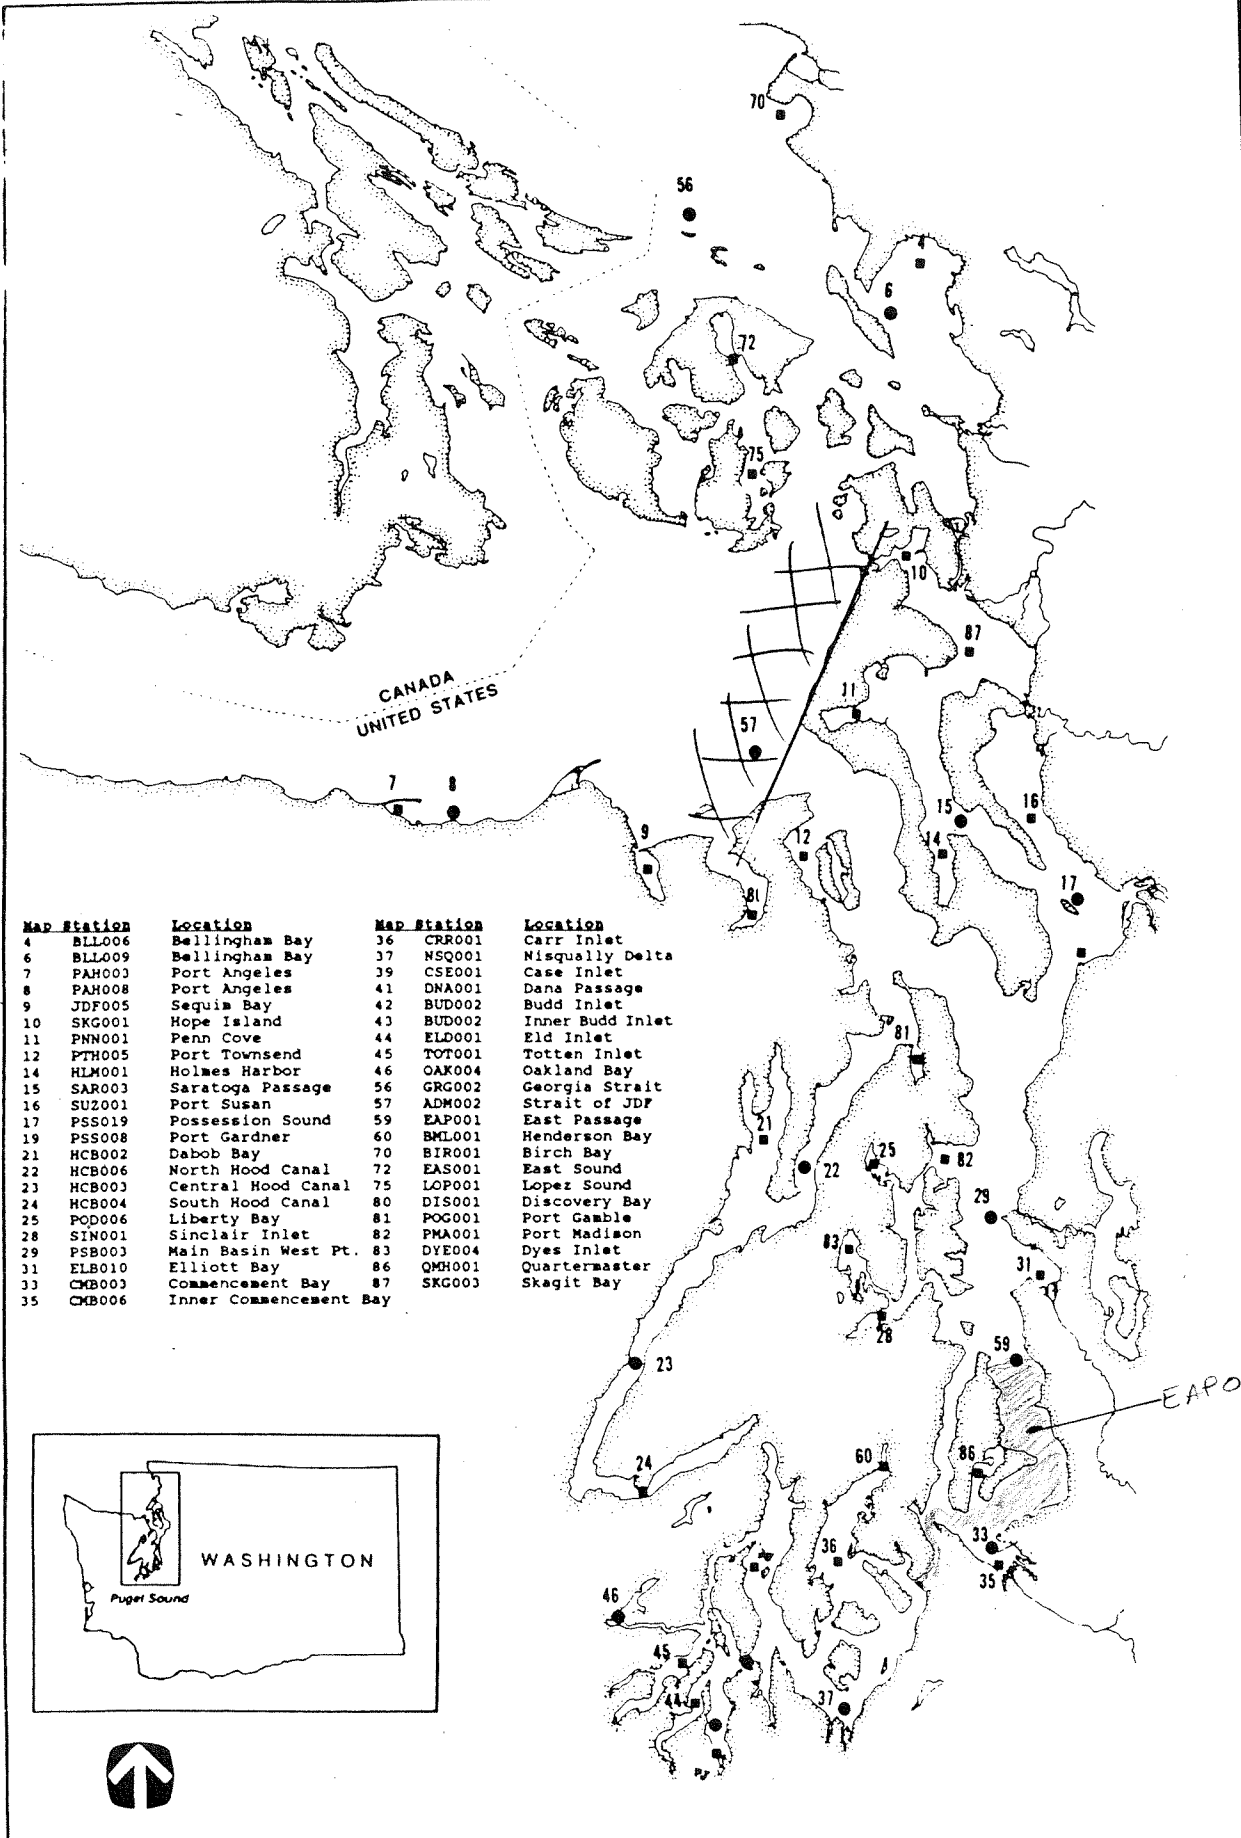 70
56
4
6
72
75
10
87
CANADA
UNITED STATES
11
57
7
8
15
16
9
12
14
17
80
Map Station Location Map Station Location
4 BLL006 Bellingham Bay 36 CRR001 Carr Inlet
6 BLL009 Bellingham Bay 37 NSQ001 Nisqually Delta
7 PAH003 Port Angeles 39 CSE001 Case Inlet
8 PAH008 Port Angeles 41 DNA001 Dana Passage
9 JDF005 Sequim Bay 42 BUD002 Budd Inlet
10 SKG001 Hope Island 43 BUD002 Inner Budd Inlet
11 PNN001 Penn Cove 44 ELD001 Eld Inlet
12 PTH005 Port Townsend 45 TOT001 Totten Inlet
14 HLM001 Holmes Harbor 46 OAK004 Oakland Bay
15 SAR003 Saratoga Passage 56 GRG002 Georgia Strait
16 SUZ001 Port Susan 57 ADM002 Strait of JDF
17 PSS019 Possession Sound 59 EAP001 East Passage
19 PSS008 Port Gardner 60 BML001 Henderson Bay
21 HCB002 Dabob Bay 70 BIR001 Birch Bay
22 HCB006 North Hood Canal 72 EAS001 East Sound
23 HCB003 Central Hood Canal 75 LOP001 Lopez Sound
24 HCB004 South Hood Canal 80 DIS001 Discovery Bay
25 POD006 Liberty Bay 81 POG001 Port Gamble
28 SIN001 Sinclair Inlet 82 PMA001 Port Madison
29 PSB003 Main Basin West Pt. 83 DYE004 Dyes Inlet
31 ELB010 Elliott Bay 86 QMH001 Quartermaster
33 CMB003 Commencement Bay 87 SKG003 Skagit Bay
35 CMB006 Inner Commencement Bay
81
21
25
82
22
29
83
31
28
59
23
EAPO
24
60
86
33
36
35
46
45
44
37
WASHINGTON
Puget Sound